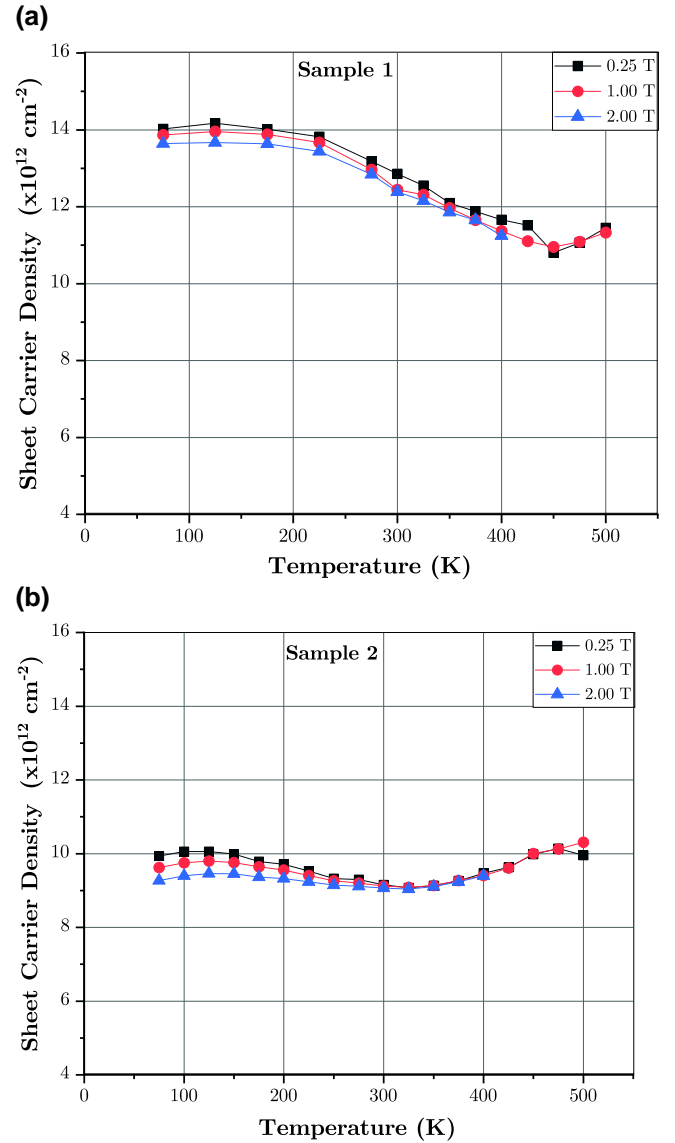 (a)
Sample 1
0.25 T
1.00 T
2.00 T
16
14
12
10
8
6
4
0 100 200 300 400 500
Sheet Carrier Density (x10¹² cm⁻²)
Temperature (K)
(b)
Sample 2
0.25 T
1.00 T
2.00 T
16
14
12
10
8
6
4
0 100 200 300 400 500
Sheet Carrier Density (x10¹² cm⁻²)
Temperature (K)